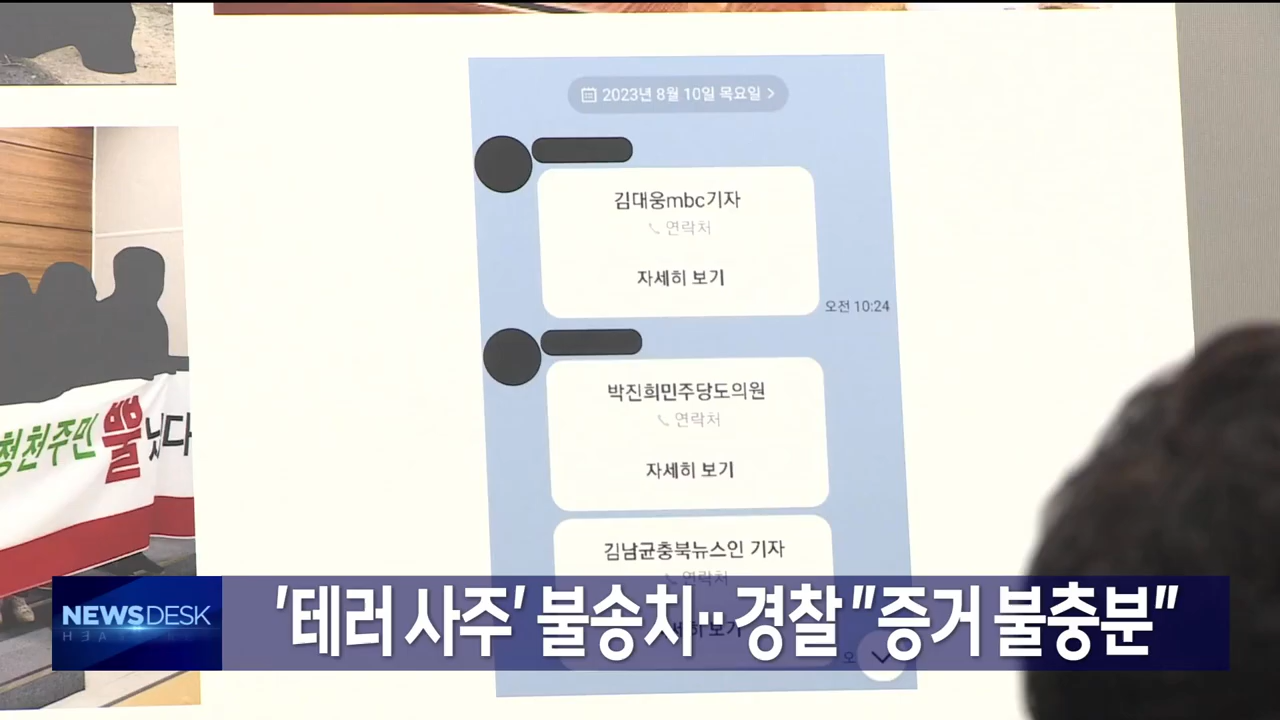 2023년 8월 10일 목요일 >
김대웅mbc기자
연락처
자세히 보기
오전 10:24
박진희민주당도의원
연락처
자세히 보기
김남균충북뉴스인 기자
연락처
청천주민 뿔났다
NEWSDESK
'테러 사주' 불송치‥경찰 "증거 불충분"